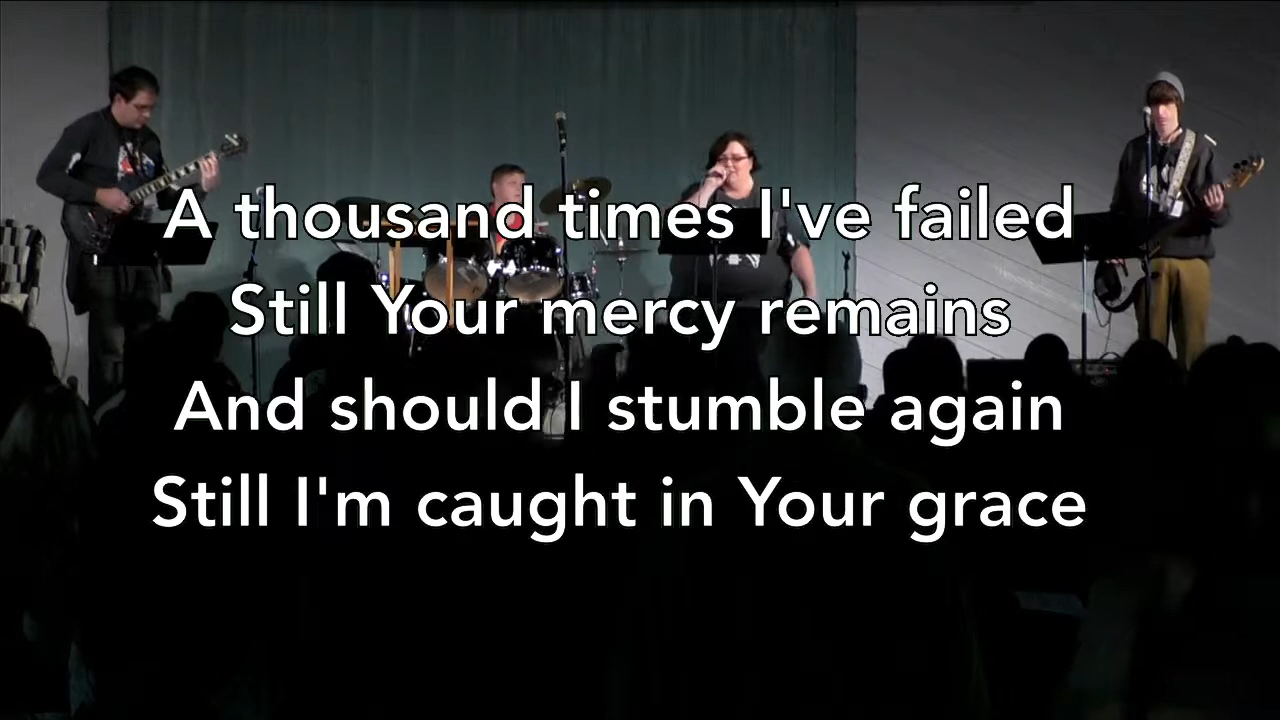 A thousand times I've failed
Still Your mercy remains
And should I stumble again
Still I'm caught in Your grace